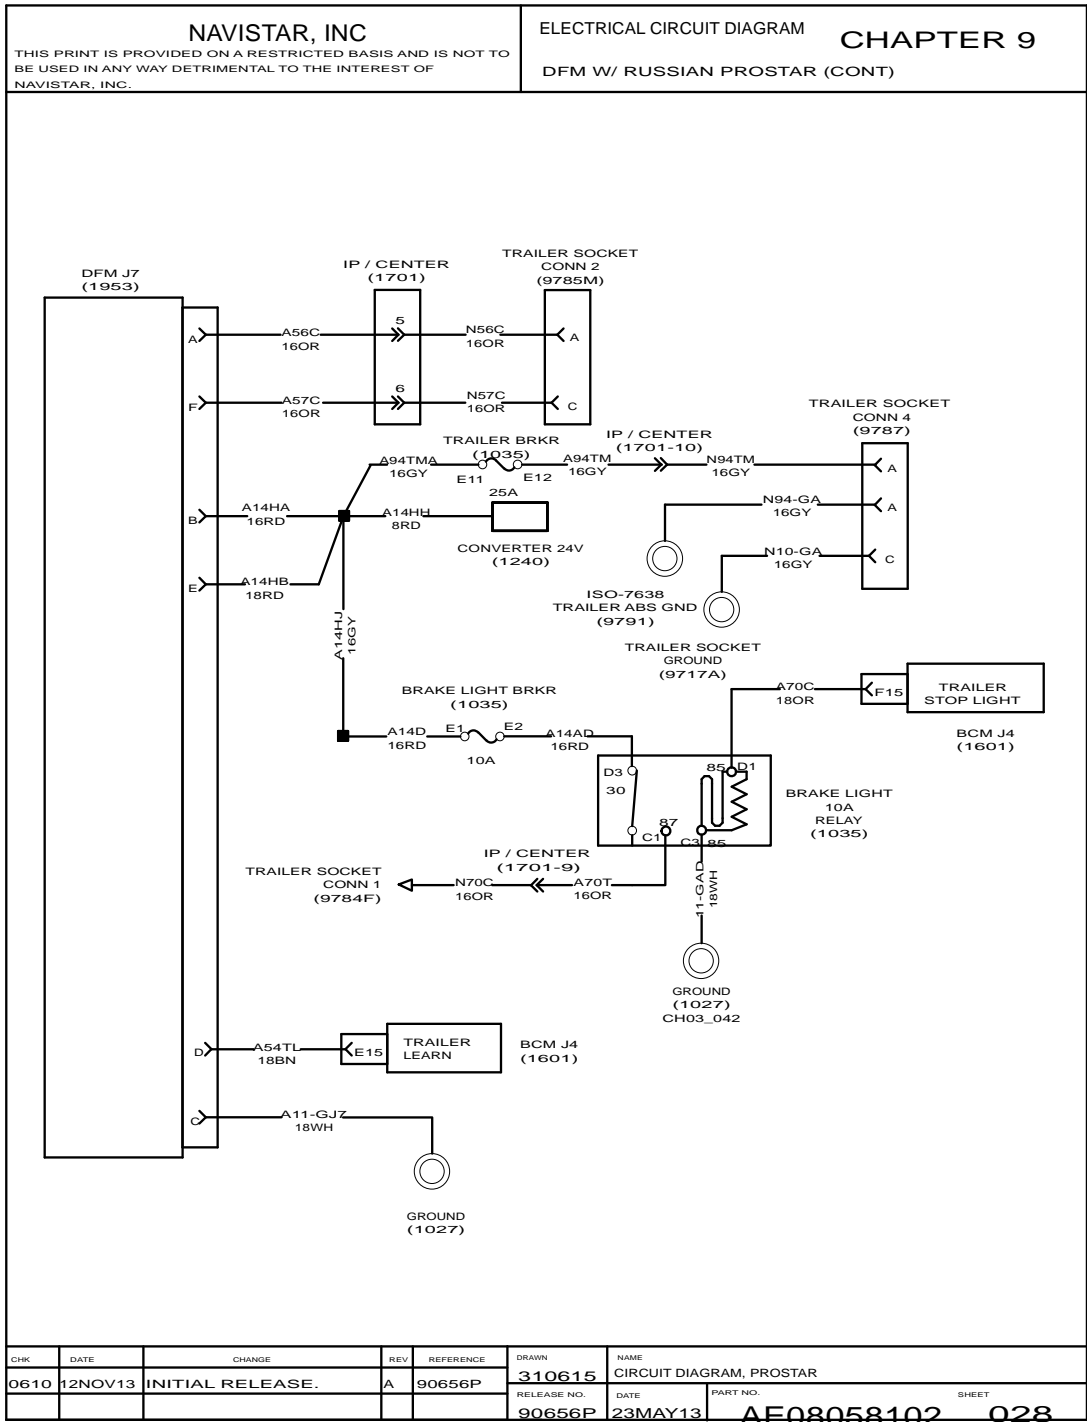 NAVISTAR, INC
THIS PRINT IS PROVIDED ON A RESTRICTED BASIS AND IS NOT TO
BE USED IN ANY WAY DETRIMENTAL TO THE INTEREST OF
NAVISTAR, INC.
ELECTRICAL CIRCUIT DIAGRAM
CHAPTER 9
DFM W/ RUSSIAN PROSTAR (CONT)
DFM J7
(1953)
IP / CENTER
(1701)
TRAILER SOCKET
CONN 2
(9785M)
A
A56C
16OR
5
N56C
16OR
A
F
A57C
16OR
6
N57C
16OR
C
TRAILER SOCKET
CONN 4
(9787)
TRAILER BRKR
(1035)
IP / CENTER
(1701-10)
A94TMA
16GY
E11
E12
25A
A94TM
16GY
N94TM
16GY
A
B
A14HA
16RD
A14HH
8RD
CONVERTER 24V
(1240)
N94-GA
16GY
A
N10-GA
16GY
C
E
A14HB
18RD
ISO-7638
TRAILER ABS GND
(9791)
A14HJ
16GY
TRAILER SOCKET
GROUND
(9717A)
BRAKE LIGHT BRKR
(1035)
A70C
18OR
F15
TRAILER
STOP LIGHT
BCM J4
(1601)
A14D
16RD
E1
E2
10A
A14AD
16RD
D3
30
85
D1
87
C1
C3
85
BRAKE LIGHT
10A
RELAY
(1035)
IP / CENTER
(1701-9)
TRAILER SOCKET
CONN 1
(9784F)
N70C
16OR
A70T
16OR
11-GAD
18WH
GROUND
(1027)
CH03_042
D
A54TL
18BN
E15
TRAILER
LEARN
BCM J4
(1601)
C
A11-GJ7
18WH
GROUND
(1027)
CHK DATE CHANGE REV REFERENCE
0610 12NOV13 INITIAL RELEASE. A 90656P
DRAWN
310615
NAME
CIRCUIT DIAGRAM, PROSTAR
RELEASE NO.
90656P
DATE
23MAY13
PART NO.
AF08058102
SHEET
028